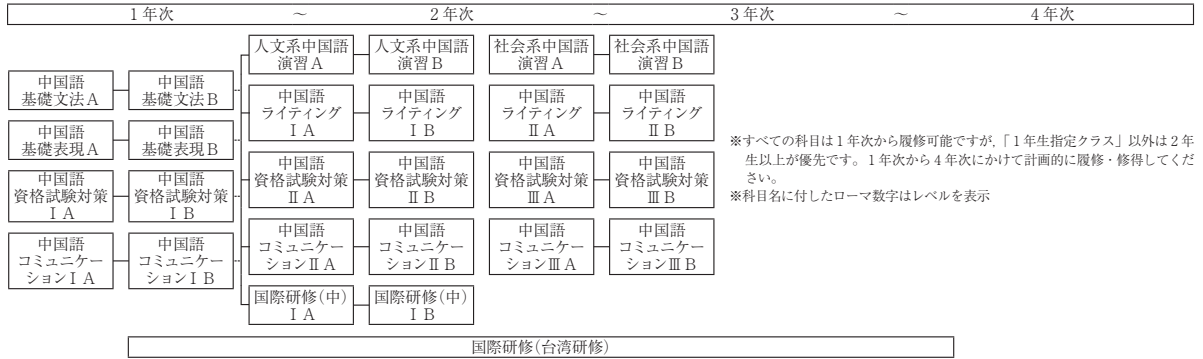 1年次 ～ 2年次 ～ 3年次 ～ 4年次
人文系中国語
演習A
人文系中国語
演習B
社会系中国語
演習A
社会系中国語
演習B
中国語
基礎文法A
中国語
基礎文法B
中国語
ライティング
ⅠA
中国語
ライティング
ⅠB
中国語
ライティング
ⅡA
中国語
ライティング
ⅡB
中国語
基礎表現A
中国語
基礎表現B
中国語
資格試験対策
ⅠA
中国語
資格試験対策
ⅠB
中国語
資格試験対策
ⅡA
中国語
資格試験対策
ⅡB
中国語
資格試験対策
ⅢA
中国語
資格試験対策
ⅢB
中国語
コミュニケー
ションⅠA
中国語
コミュニケー
ションⅠB
中国語
コミュニケー
ションⅡA
中国語
コミュニケー
ションⅡB
中国語
コミュニケー
ションⅢA
中国語
コミュニケー
ションⅢB
国際研修(中)
ⅠA
国際研修(中)
ⅠB
国際研修(台湾研修)
※すべての科目は1年次から履修可能ですが,「1年生指定クラス」以外は2年
生以上が優先です。1年次から4年次にかけて計画的に履修・修得してくだ
さい。
※科目名に付したローマ数字はレベルを表示